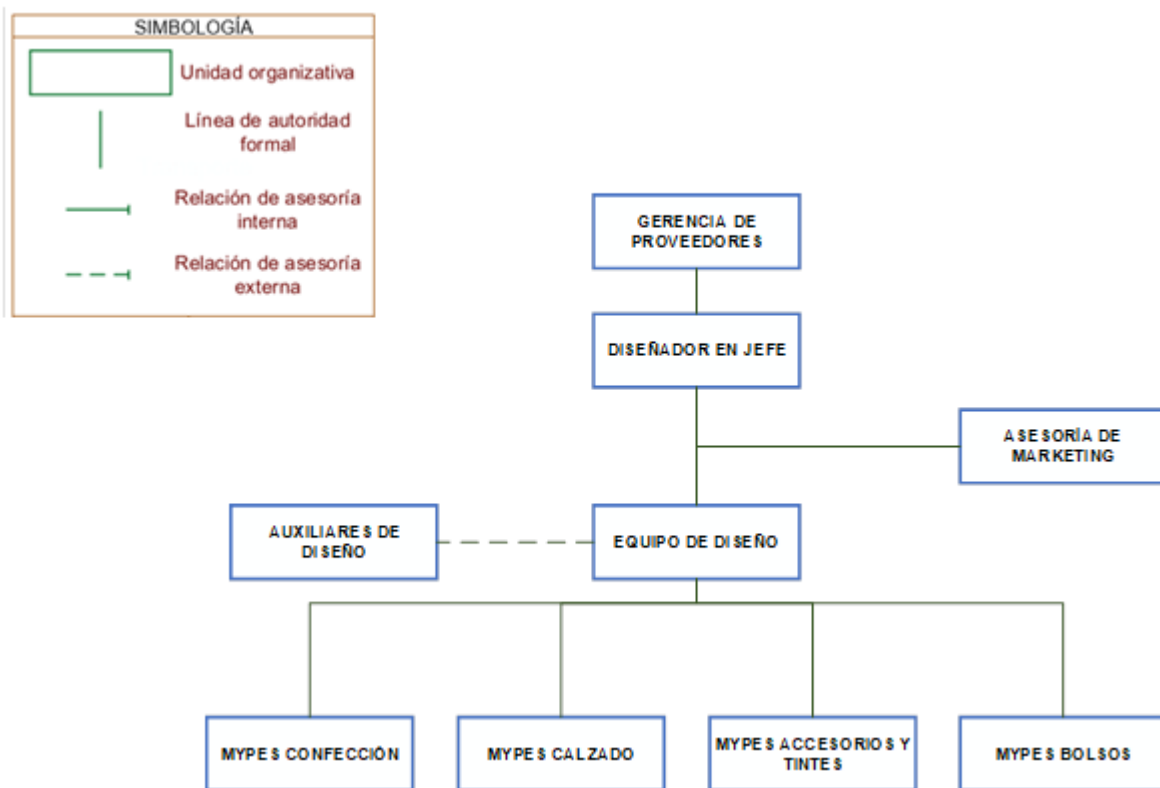 SIMBOLOGÍA
Unidad organizativa
Línea de autoridad
formal
Relación de asesoría
interna
Relación de asesoría
externa
GERENCIA DE
PROVEEDORES
DISEÑADOR EN JEFE
ASESORÍA DE
MARKETING
AUXILIARES DE
DISEÑO
EQUIPO DE DISEÑO
MYPES CONFECCIÓN
MYPES CALZADO
MYPES ACCESORIOS Y
TINTES
MYPES BOLSOS